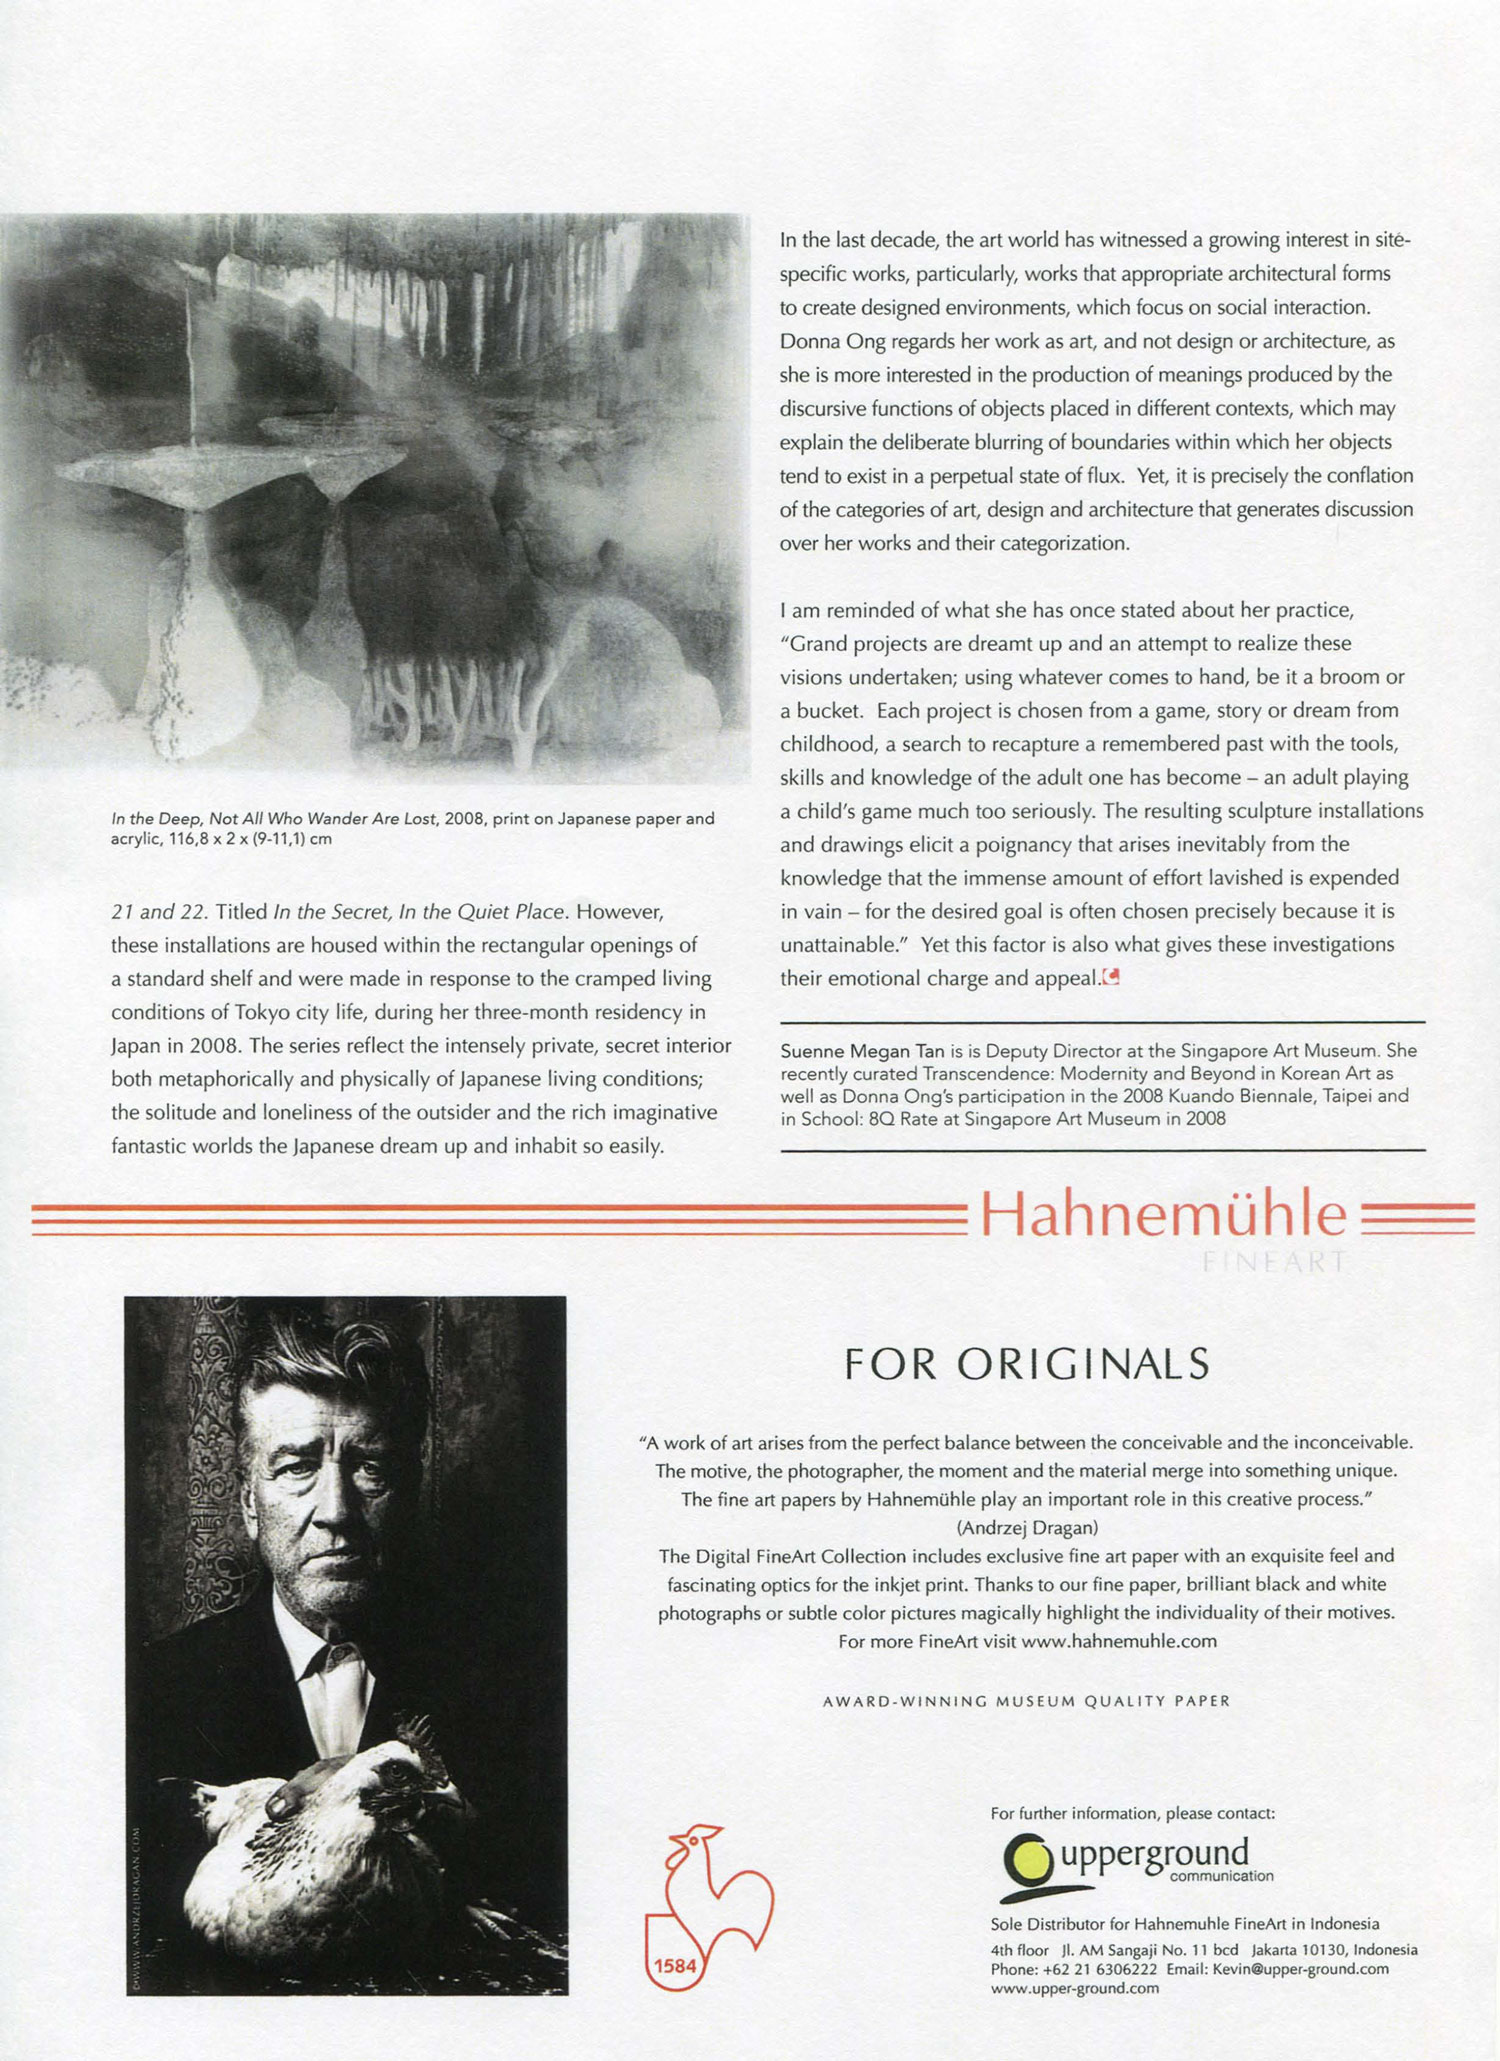 In the Deep, Not All Who Wander Are Lost, 2008, print on Japanese paper and
acrylic, 116,8 x 2 x (9-11,1) cm
21 and 22. Titled In the Secret, In the Quiet Place. However,
these installations are housed within the rectangular openings of
a standard shelf and were made in response to the cramped living
conditions of Tokyo city life, during her three-month residency in
Japan in 2008. The series reflect the intensely private, secret interior
both metaphorically and physically of Japanese living conditions;
the solitude and loneliness of the outsider and the rich imaginative
fantastic worlds the Japanese dream up and inhabit so easily.
In the last decade, the art world has witnessed a growing interest in site-
specific works, particularly, works that appropriate architectural forms
to create designed environments, which focus on social interaction.
Donna Ong regards her work as art, and not design or architecture, as
she is more interested in the production of meanings produced by the
discursive functions of objects placed in different contexts, which may
explain the deliberate blurring of boundaries within which her objects
tend to exist in a perpetual state of flux.  Yet, it is precisely the conflation
of the categories of art, design and architecture that generates discussion
over her works and their categorization.
I am reminded of what she has once stated about her practice,
“Grand projects are dreamt up and an attempt to realize these
visions undertaken; using whatever comes to hand, be it a broom or
a bucket.  Each project is chosen from a game, story or dream from
childhood, a search to recapture a remembered past with the tools,
skills and knowledge of the adult one has become – an adult playing
a child’s game much too seriously. The resulting sculpture installations
and drawings elicit a poignancy that arises inevitably from the
knowledge that the immense amount of effort lavished is expended
in vain – for the desired goal is often chosen precisely because it is
unattainable.”  Yet this factor is also what gives these investigations
their emotional charge and appeal.
Suenne Megan Tan is is Deputy Director at the Singapore Art Museum. She
recently curated Transcendence: Modernity and Beyond in Korean Art as
well as Donna Ong’s participation in the 2008 Kuando Biennale, Taipei and
in School: 8Q Rate at Singapore Art Museum in 2008
Hahnemühle
FINEART
FOR ORIGINALS
“A work of art arises from the perfect balance between the conceivable and the inconceivable.
The motive, the photographer, the moment and the material merge into something unique.
The fine art papers by Hahnemühle play an important role in this creative process.”
(Andrzej Dragan)
The Digital FineArt Collection includes exclusive fine art paper with an exquisite feel and
fascinating optics for the inkjet print. Thanks to our fine paper, brilliant black and white
photographs or subtle color pictures magically highlight the individuality of their motives.
For more FineArt visit www.hahnemuhle.com
AWARD-WINNING MUSEUM QUALITY PAPER
©WWW.ANDRZEJDRAGAN.COM
1584
For further information, please contact:
upperground
communication
Sole Distributor for Hahnemuhle FineArt in Indonesia
4th floor   Jl. AM Sangaji No. 11 bcd   Jakarta 10130, Indonesia
Phone: +62 21 6306222  Email: Kevin@upper-ground.com
www.upper-ground.com